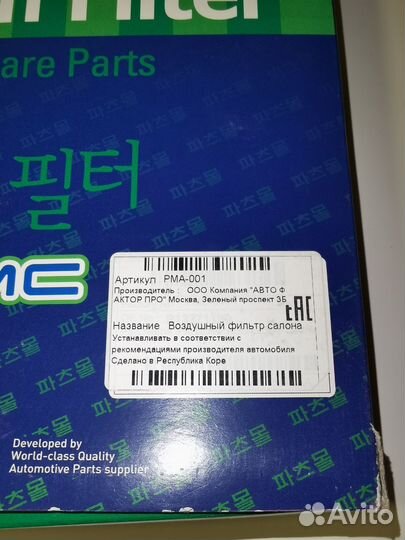 Filter
are Parts
필터
MC
Артикул PMA-001
Производитель : ООО Компания "АВТО Ф
АКТОР ПРО" Москва, Зеленый проспект 3Б
ЕАС
Название Воздушный фильтр салона
Устанавливать в соответствии с
рекомендациями производителя автомобиля
Сделано в Республика Коре
Developed by
World-class Quality
Automotive Parts supplier
파츠몰
Avito